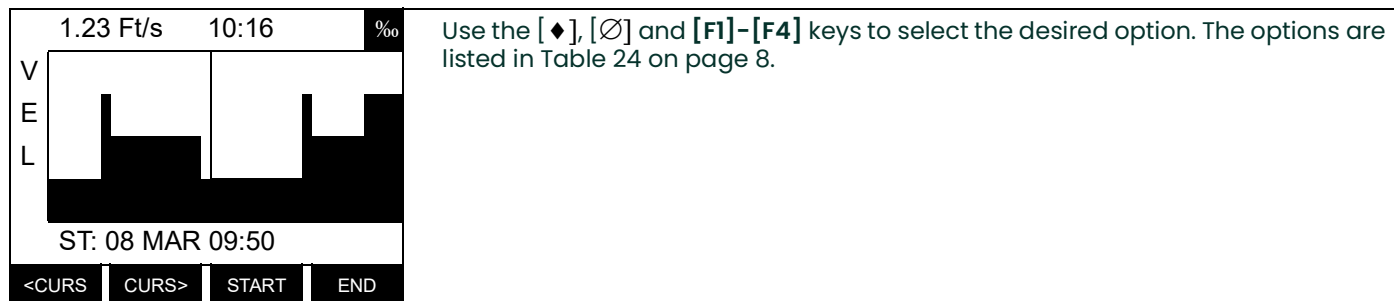 1.23 Ft/s 10:16 ‰
V
E
L
ST: 08 MAR 09:50
<CURS CURS> START END
Use the [♦], [∅] and [F1]-[F4] keys to select the desired option. The options are
listed in Table 24 on page 8.